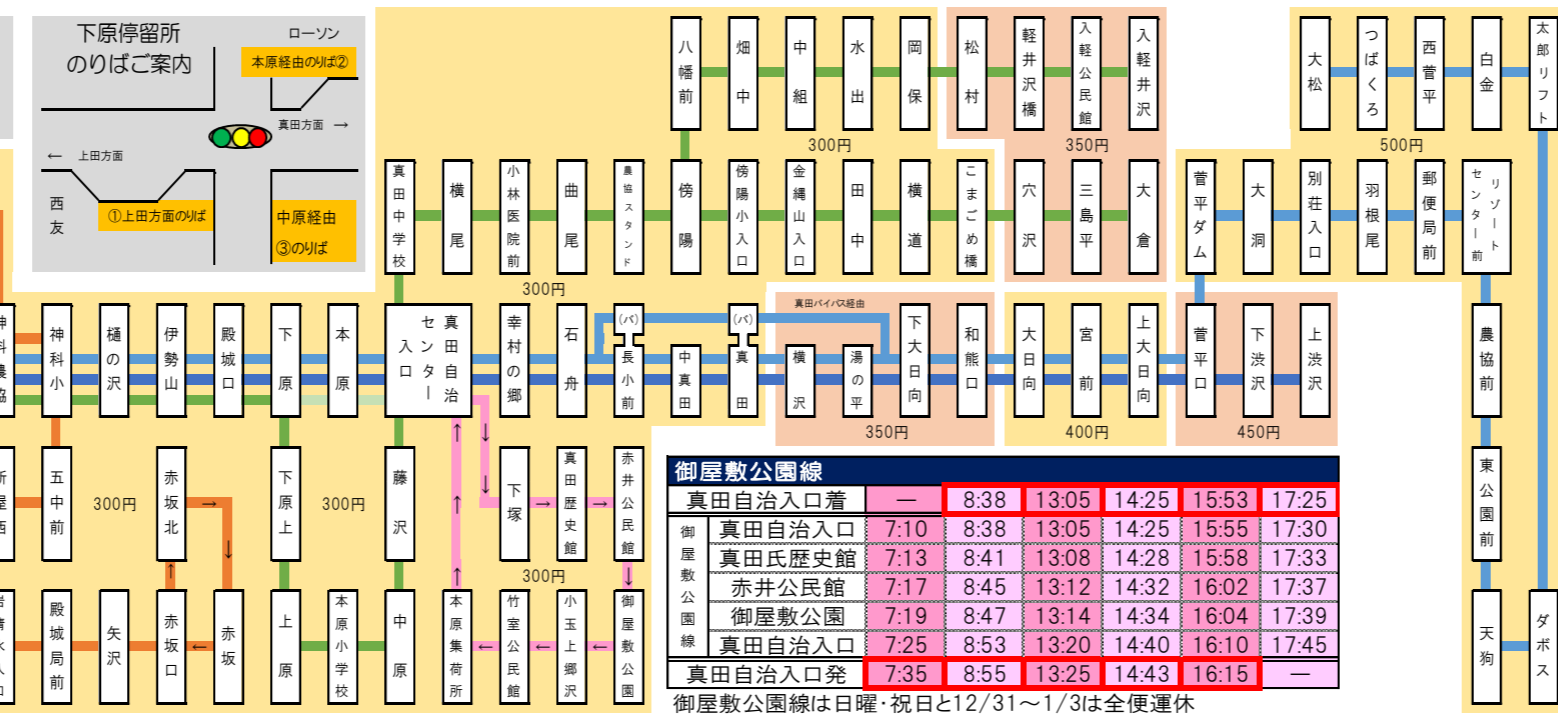 下原停留所
のりばご案内
ローソン
本原経由のりば②
真田方面 →
← 上田方面
西友
①上田方面のりば
中原経由
③のりば
八幡前
畑中
中組
水出
岡保
松村
軽井沢橋
入軽公民館
入軽井沢
300円
350円
大松
つばくろ
西菅平
白金
太郎リフト
500円
真田中学校
横尾
小林医院前
曲尾
農協スタンド
傍陽
傍陽小入口
金縄山入口
田中
横道
こまごめ橋
穴沢
三島平
大倉
菅平ダム
大洞
別荘入口
羽根尾
郵便局前
リゾート
センター前
300円
神科農協
神科小
樋の沢
伊勢山
殿城口
下原
本原
真田自治
センター
入口
幸村の郷
石舟
(バ)
長小前
中真田
(バ)
真田
真田バイパス経由
横沢
湯の平
下大日向
和熊口
大日向
宮前
上大日向
菅平口
下渋沢
上渋沢
農協前
350円
400円
450円
五中前
300円
赤坂北
→
↓
下原上
300円
藤沢
↑
↓
↑
↓
下塚
→
真田歴史館
→
赤井公民館
東公園前
300円
↑
↑
↓
殿城局前
矢沢
赤坂口
←
赤坂
上原
本原小学校
中原
本原集荷所
←
竹室公民館
←
小玉上郷沢
←
御屋敷公園
天狗
ダボス
御屋敷公園線
真田自治入口着 — 8:38 13:05 14:25 15:53 17:25
御屋敷公園線
真田自治入口 7:10 8:38 13:05 14:25 15:55 17:30
真田氏歴史館 7:13 8:41 13:08 14:28 15:58 17:33
赤井公民館 7:17 8:45 13:12 14:32 16:02 17:37
御屋敷公園 7:19 8:47 13:14 14:34 16:04 17:39
真田自治入口 7:25 8:53 13:20 14:40 16:10 17:45
真田自治入口発 7:35 8:55 13:25 14:43 16:15 —
御屋敷公園線は日曜･祝日と12/31～1/3は全便運休